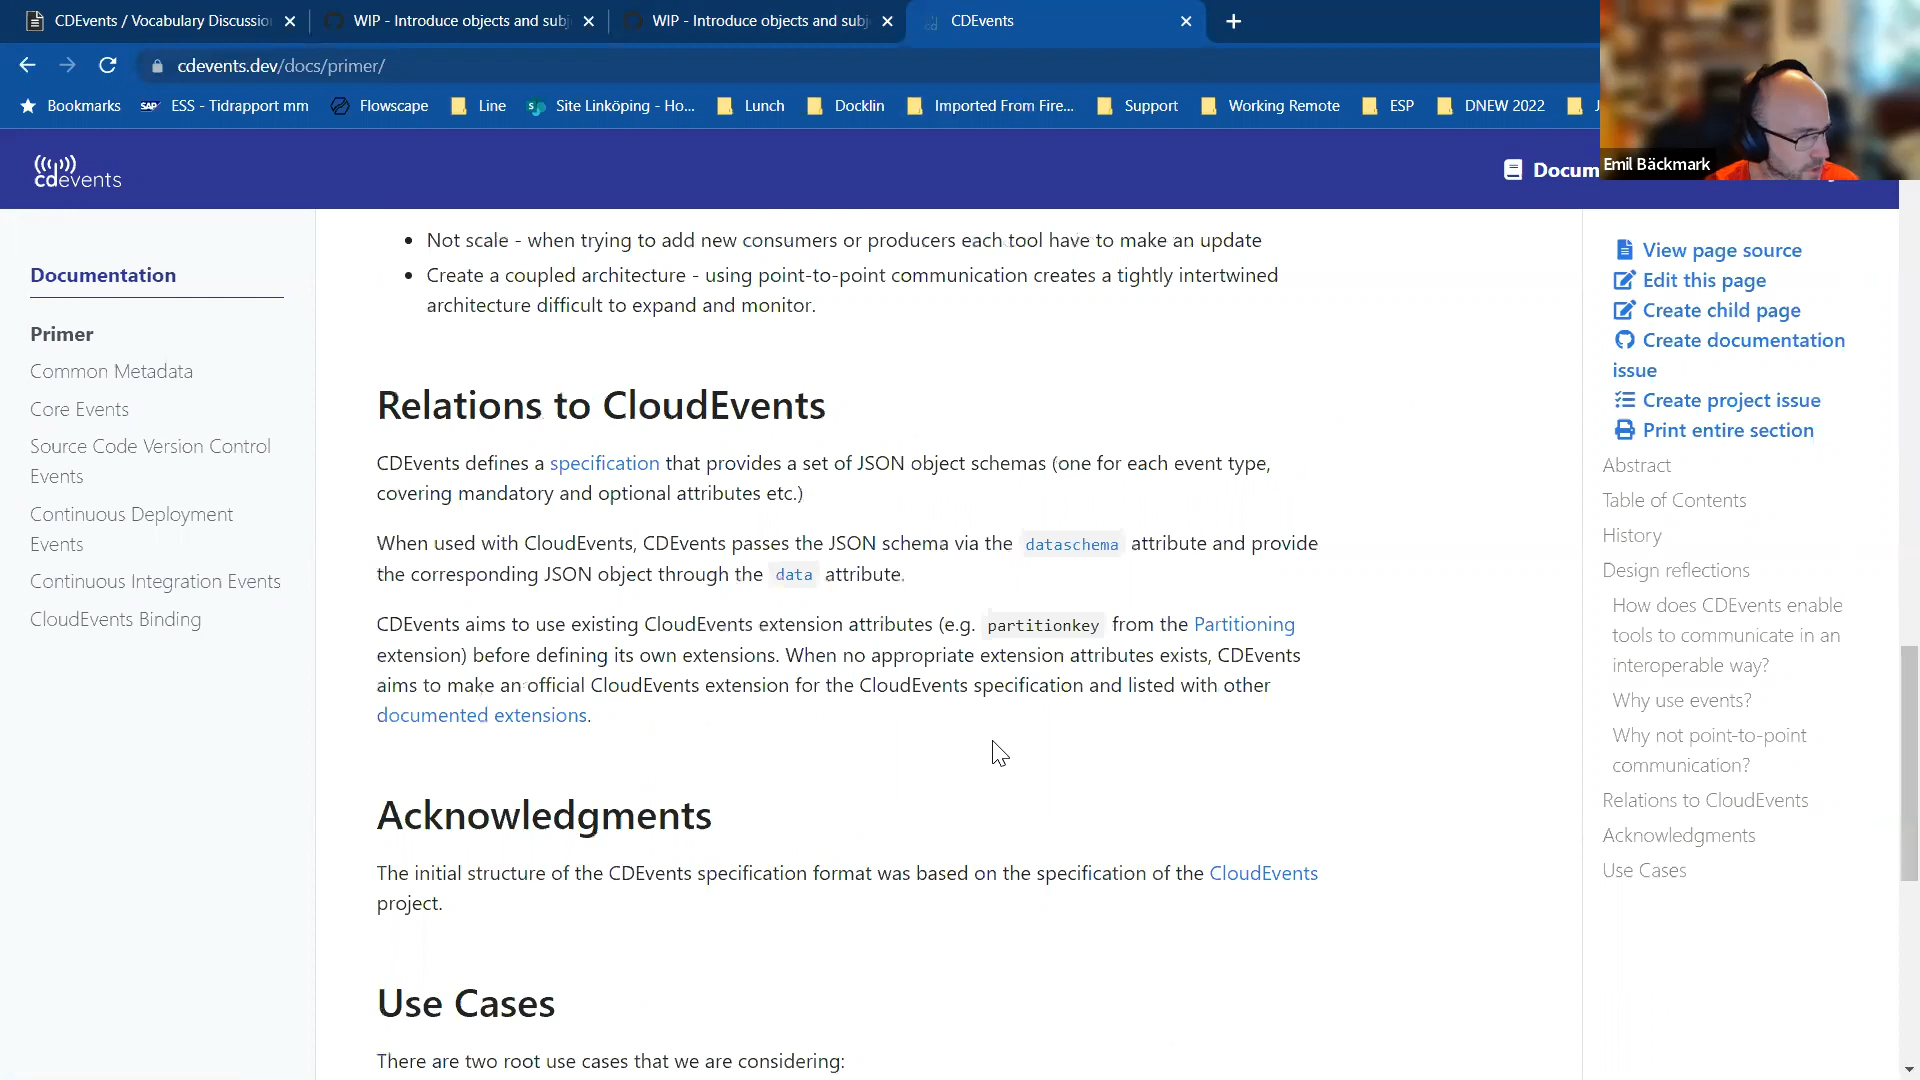 CDEvents / Vocabulary Discussio
WIP - Introduce objects and sub
WIP - Introduce objects and sub
CDEvents
cdevents.dev/docs/primer/
Bookmarks
SAP
ESS - Tidrapport mm
Flowscape
Line
Site Linköping - Ho...
Lunch
Docklin
Imported From Fire...
Support
Working Remote
ESP
DNEW 2022
Emil Bäckmark
cdevents
Docum
Documentation
Primer
Common Metadata
Core Events
Source Code Version Control
Events
Continuous Deployment
Events
Continuous Integration Events
CloudEvents Binding
• Not scale - when trying to add new consumers or producers each tool have to make an update
• Create a coupled architecture - using point-to-point communication creates a tightly intertwined
architecture difficult to expand and monitor.
Relations to CloudEvents
CDEvents defines a specification that provides a set of JSON object schemas (one for each event type,
covering mandatory and optional attributes etc.)
When used with CloudEvents, CDEvents passes the JSON schema via the dataschema attribute and provide
the corresponding JSON object through the data attribute.
CDEvents aims to use existing CloudEvents extension attributes (e.g. partitionkey from the Partitioning
extension) before defining its own extensions. When no appropriate extension attributes exists, CDEvents
aims to make an official CloudEvents extension for the CloudEvents specification and listed with other
documented extensions.
Acknowledgments
The initial structure of the CDEvents specification format was based on the specification of the CloudEvents
project.
Use Cases
There are two root use cases that we are considering:
View page source
Edit this page
Create child page
Create documentation
issue
Create project issue
Print entire section
Abstract
Table of Contents
History
Design reflections
How does CDEvents enable
tools to communicate in an
interoperable way?
Why use events?
Why not point-to-point
communication?
Relations to CloudEvents
Acknowledgments
Use Cases